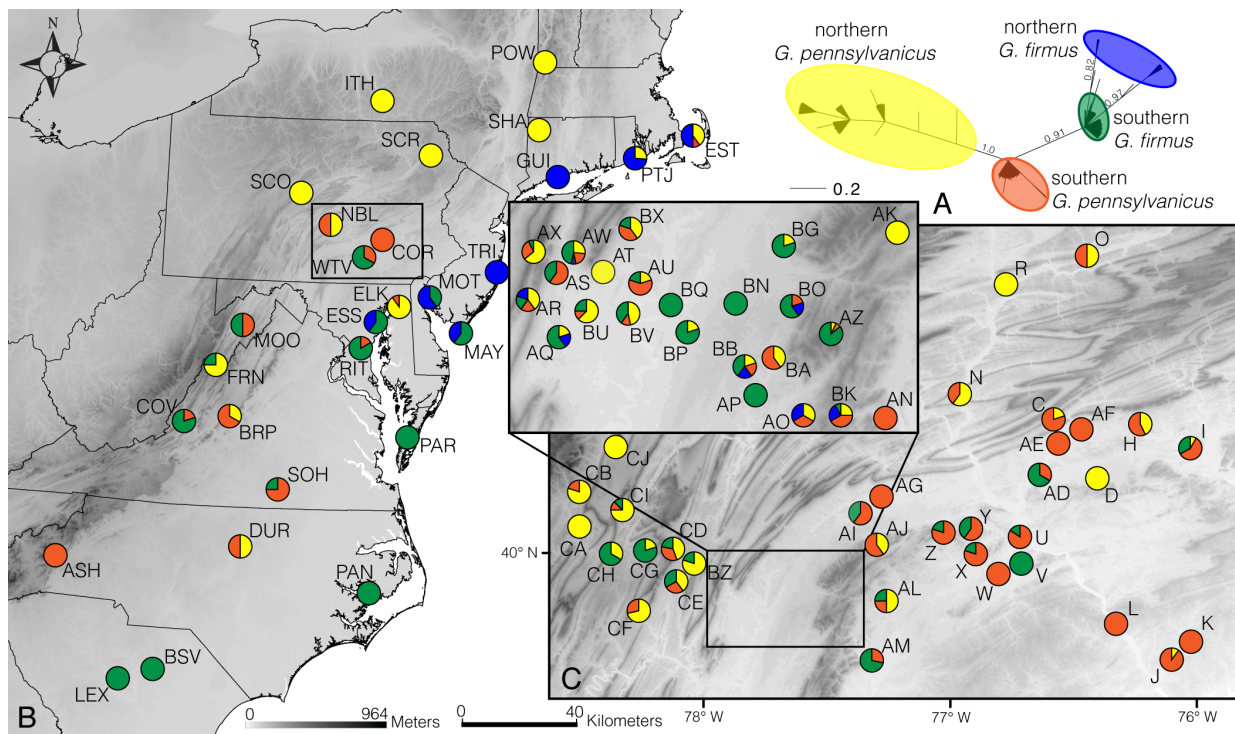 N
northern
G. pennsylvanicus
northern
G. firmus
0.82
0.97
southern
G. firmus
0.91
1.0
southern
G. pennsylvanicus
0.2
A
POW
ITH
SHA
EST
SCR
GUI
PTJ
SCO
NBL
COR
WTV
TRI
MOT
ELK
ESS
MAY
MOO
RIT
FRN
COV
BRP
PAR
SOH
DUR
ASH
PAN
BSV
LEX
B
0
964
Meters
0
40
Kilometers
BX
AK
AX
AW
BG
AT
AS
AU
BN
BQ
BO
AR
BU
BV
AZ
AQ
BP
BB
BA
AP
AO
BK
AN
O
R
N
C
AF
AE
H
I
AD
D
CJ
CB
CI
AG
CA
CD
AI
AJ
Y
Z
U
X
V
W
CH
CG
BZ
CE
AL
CF
L
K
AM
J
C
40° N
78° W
77° W
76° W